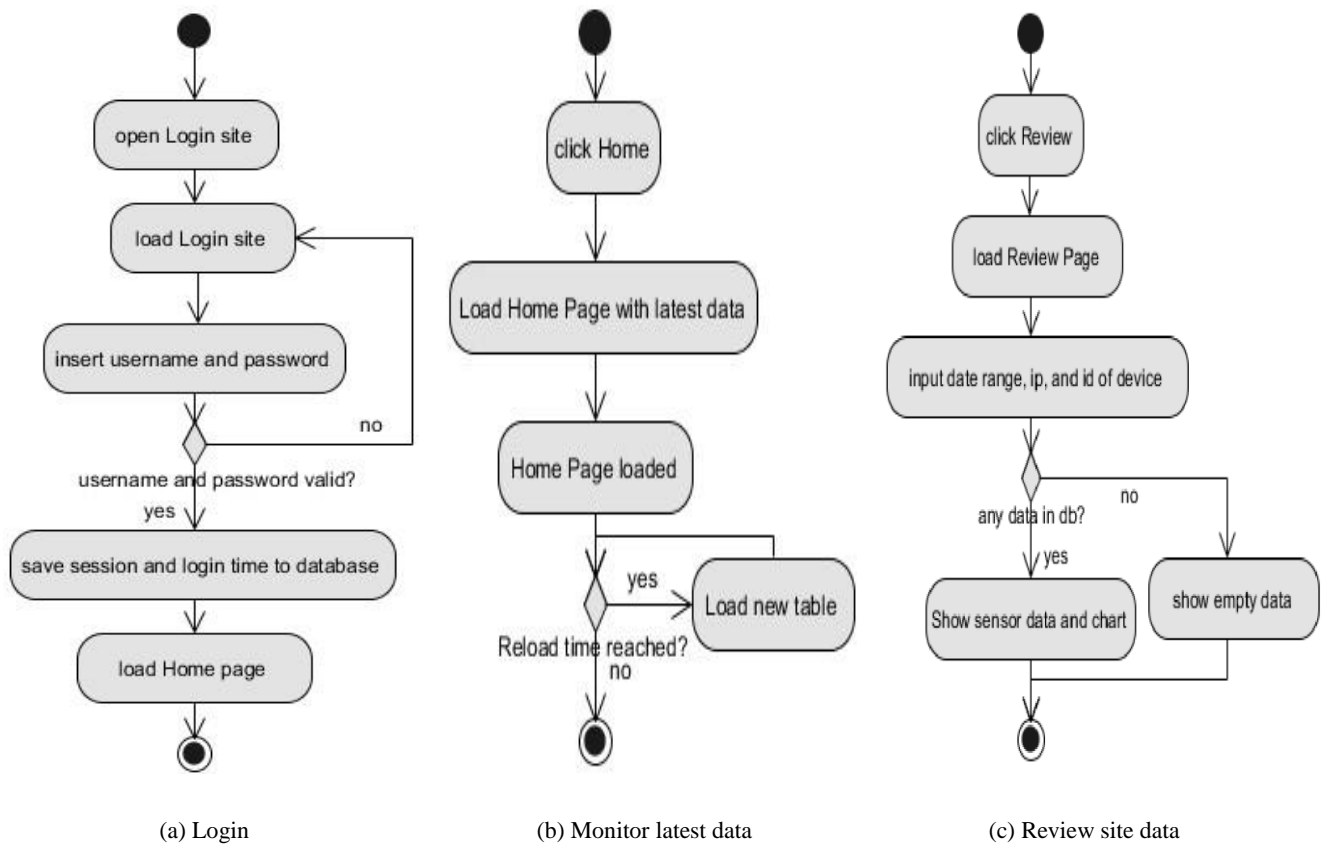 open Login site
load Login site
insert username and password
no
username and password valid?
yes
save session and login time to database
load Home page
(a) Login
click Home
Load Home Page with latest data
Home Page loaded
yes
Load new table
Reload time reached?
no
(b) Monitor latest data
click Review
load Review Page
input date range, ip, and id of device
no
any data in db?
yes
Show sensor data and chart
show empty data
(c) Review site data